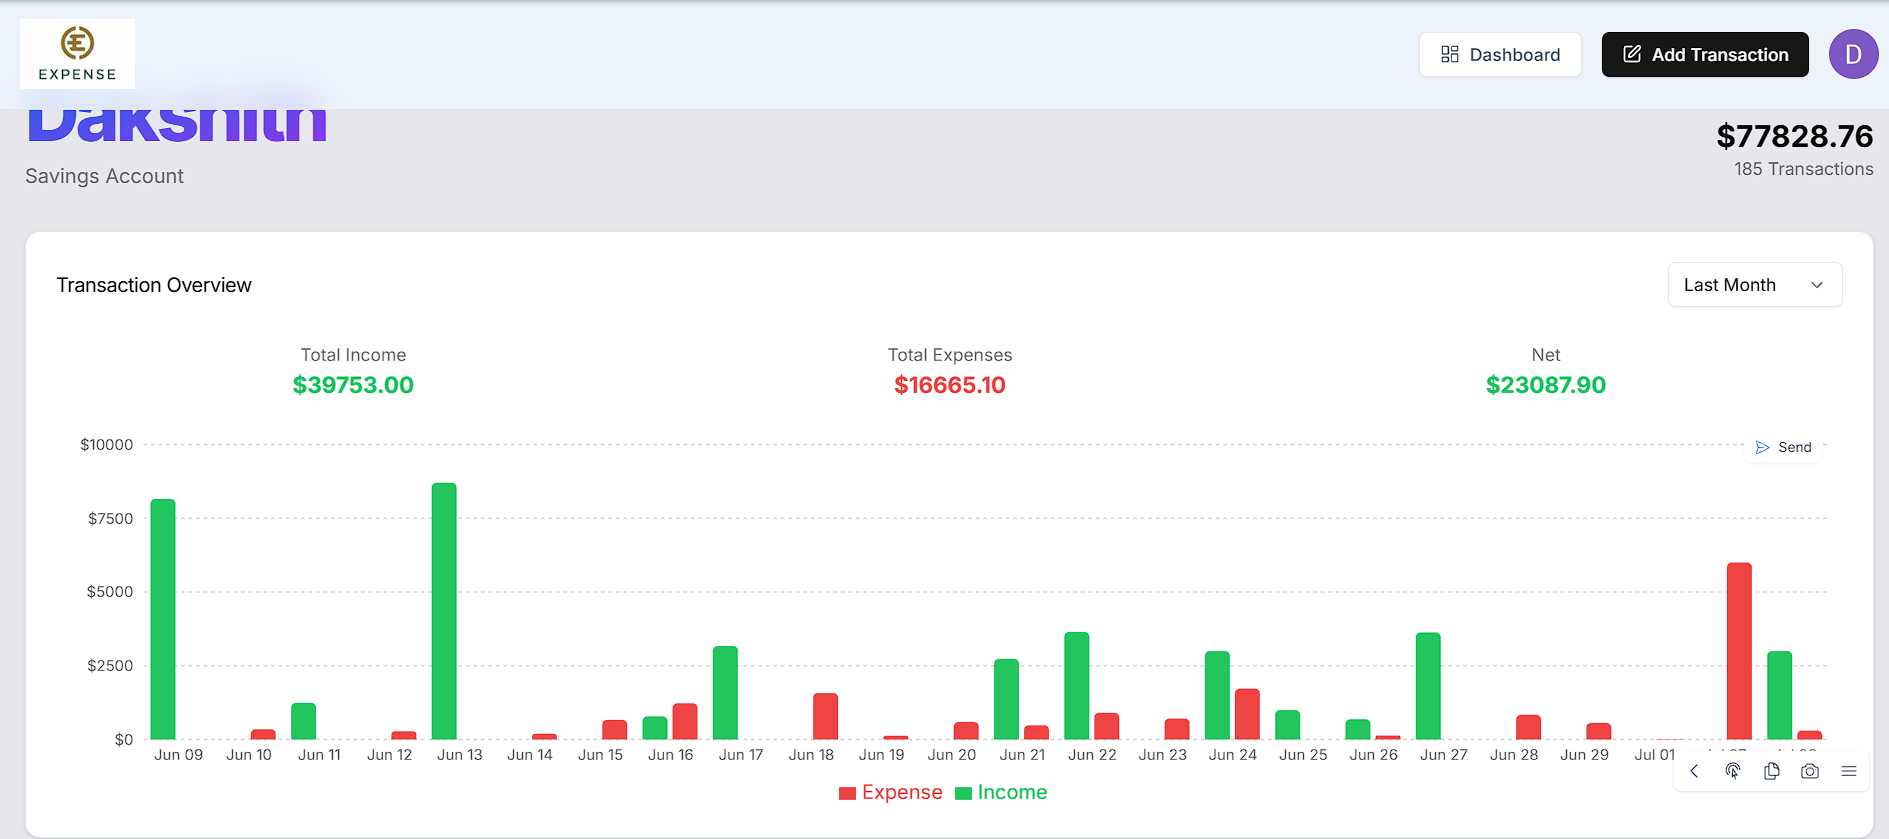 EXPENSE
Dashboard
Add Transaction
D
Dakshith
$77828.76
Savings Account
185 Transactions
Transaction Overview
Last Month
Total Income
Total Expenses
Net
$39753.00
$16665.10
$23087.90
$10000
Send
$7500
$5000
$2500
$0
Jun 09 Jun 10 Jun 11 Jun 12 Jun 13 Jun 14 Jun 15 Jun 16 Jun 17 Jun 18 Jun 19 Jun 20 Jun 21 Jun 22 Jun 23 Jun 24 Jun 25 Jun 26 Jun 27 Jun 28 Jun 29 Jul 01
Expense Income